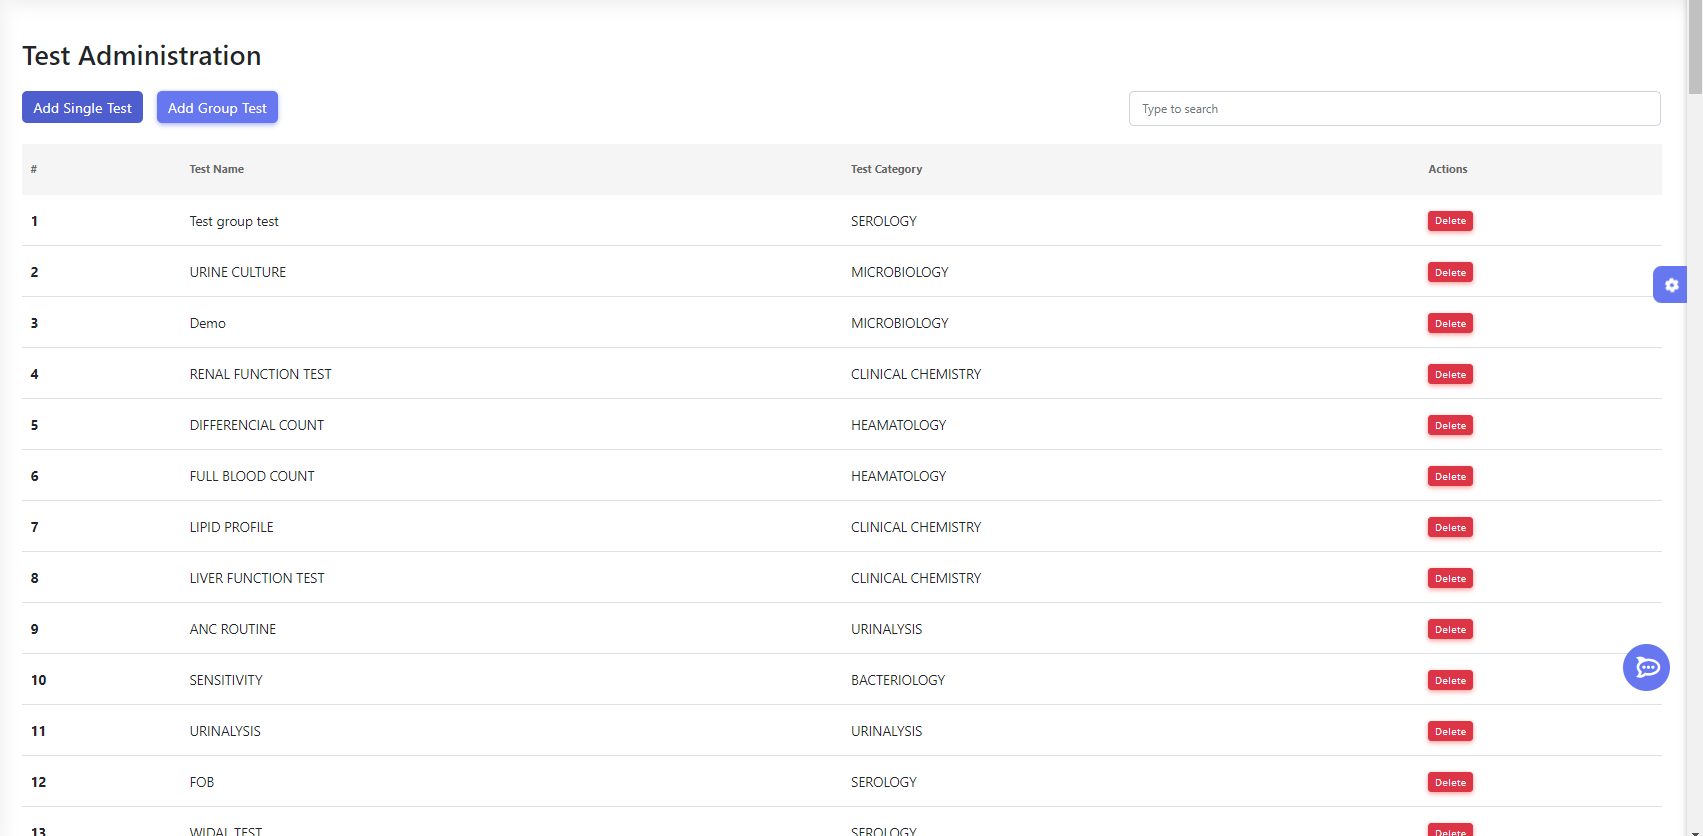 Test Administration
Add Single Test Add Group Test Type to search
# Test Name Test Category Actions
1 Test group test SEROLOGY Delete
2 URINE CULTURE MICROBIOLOGY Delete
3 Demo MICROBIOLOGY Delete
4 RENAL FUNCTION TEST CLINICAL CHEMISTRY Delete
5 DIFFERENCIAL COUNT HEAMATOLOGY Delete
6 FULL BLOOD COUNT HEAMATOLOGY Delete
7 LIPID PROFILE CLINICAL CHEMISTRY Delete
8 LIVER FUNCTION TEST CLINICAL CHEMISTRY Delete
9 ANC ROUTINE URINALYSIS Delete
10 SENSITIVITY BACTERIOLOGY Delete
11 URINALYSIS URINALYSIS Delete
12 FOB SEROLOGY Delete
13 WIDAL TEST SEROLOGY Delete